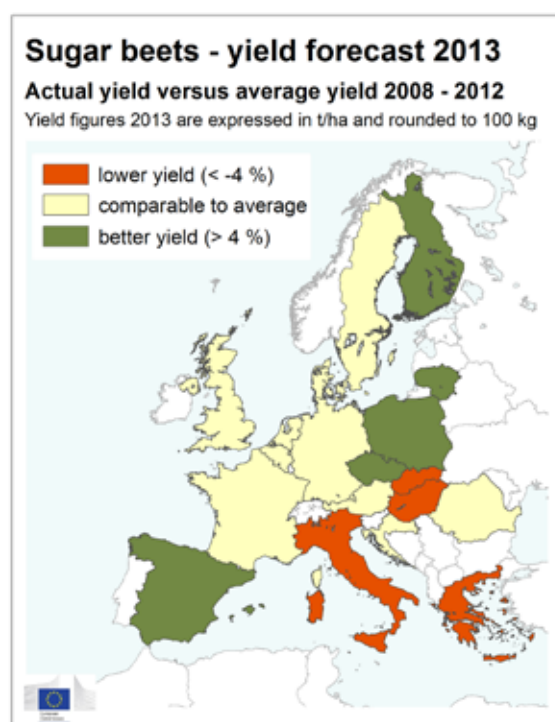 Sugar beets - yield forecast 2013
Actual yield versus average yield 2008 - 2012
Yield figures 2013 are expressed in t/ha and rounded to 100 kg
lower yield (< -4 %)
comparable to average
better yield (> 4 %)